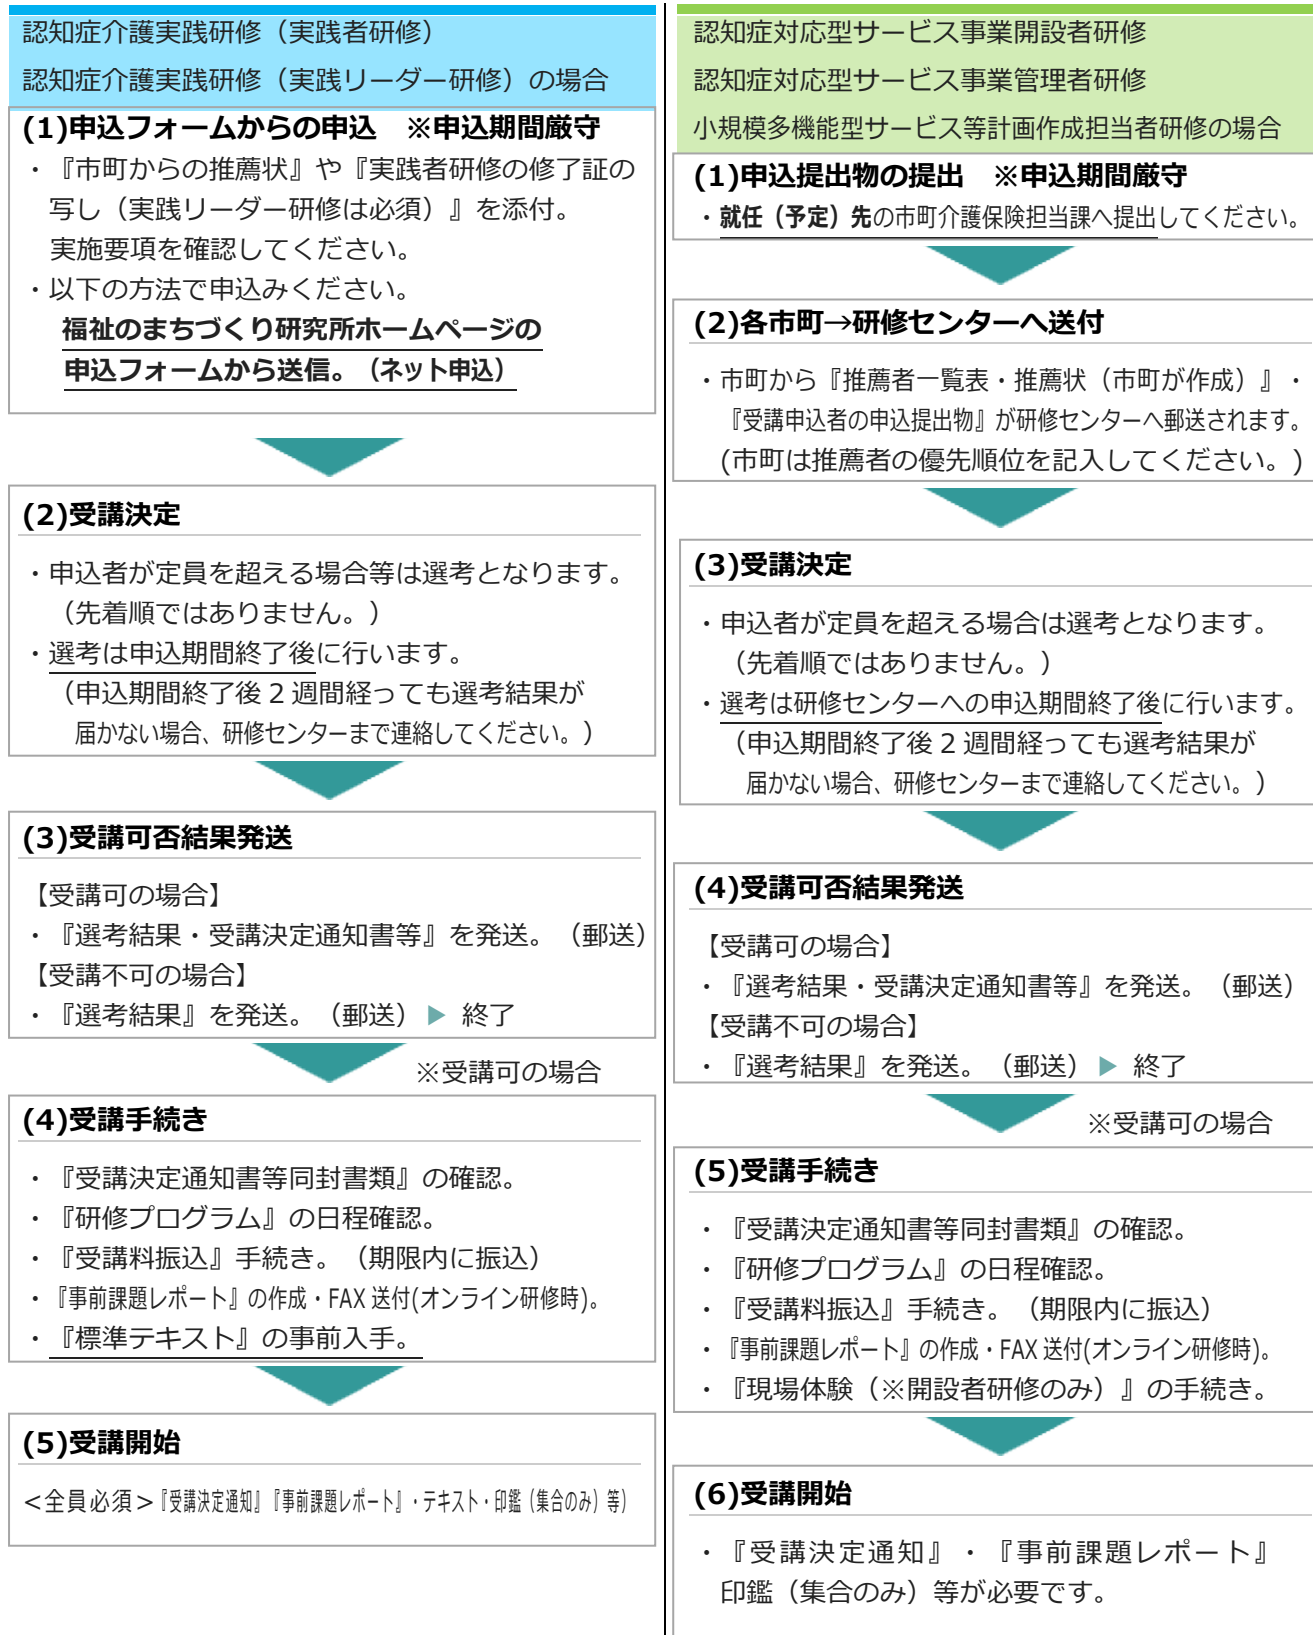 認知症介護実践研修（実践者研修）
認知症介護実践研修（実践リーダー研修）の場合
(1)申込フォームからの申込　※申込期間厳守
・『市町からの推薦状』や『実践者研修の修了証の
写し（実践リーダー研修は必須）』を添付。
実施要項を確認してください。
・以下の方法で申込みください。
福祉のまちづくり研究所ホームページの
申込フォームから送信。（ネット申込）
(2)受講決定
・申込者が定員を超える場合等は選考となります。
（先着順ではありません。）
・選考は申込期間終了後に行います。
（申込期間終了後 2 週間経っても選考結果が
届かない場合、研修センターまで連絡してください。）
(3)受講可否結果発送
【受講可の場合】
・『選考結果・受講決定通知書等』を発送。（郵送）
【受講不可の場合】
・『選考結果』を発送。（郵送）▶ 終了
※受講可の場合
(4)受講手続き
・『受講決定通知書等同封書類』の確認。
・『研修プログラム』の日程確認。
・『受講料振込』手続き。（期限内に振込）
・『事前課題レポート』の作成・FAX 送付(オンライン研修時)。
・『標準テキスト』の事前入手。
(5)受講開始
＜全員必須＞『受講決定通知』『事前課題レポート』・テキスト・印鑑（集合のみ）等）
認知症対応型サービス事業開設者研修
認知症対応型サービス事業管理者研修
小規模多機能型サービス等計画作成担当者研修の場合
(1)申込提出物の提出　※申込期間厳守
・就任（予定）先の市町介護保険担当課へ提出してください。
(2)各市町→研修センターへ送付
・市町から『推薦者一覧表・推薦状（市町が作成）』・
『受講申込者の申込提出物』が研修センターへ郵送されます。
(市町は推薦者の優先順位を記入してください。)
(3)受講決定
・申込者が定員を超える場合は選考となります。
（先着順ではありません。）
・選考は研修センターへの申込期間終了後に行います。
（申込期間終了後 2 週間経っても選考結果が
届かない場合、研修センターまで連絡してください。）
(4)受講可否結果発送
【受講可の場合】
・『選考結果・受講決定通知書等』を発送。（郵送）
【受講不可の場合】
・『選考結果』を発送。（郵送）▶ 終了
※受講可の場合
(5)受講手続き
・『受講決定通知書等同封書類』の確認。
・『研修プログラム』の日程確認。
・『受講料振込』手続き。（期限内に振込）
・『事前課題レポート』の作成・FAX 送付(オンライン研修時)。
・『現場体験（※開設者研修のみ）』の手続き。
(6)受講開始
・『受講決定通知』・『事前課題レポート』
印鑑（集合のみ）等が必要です。